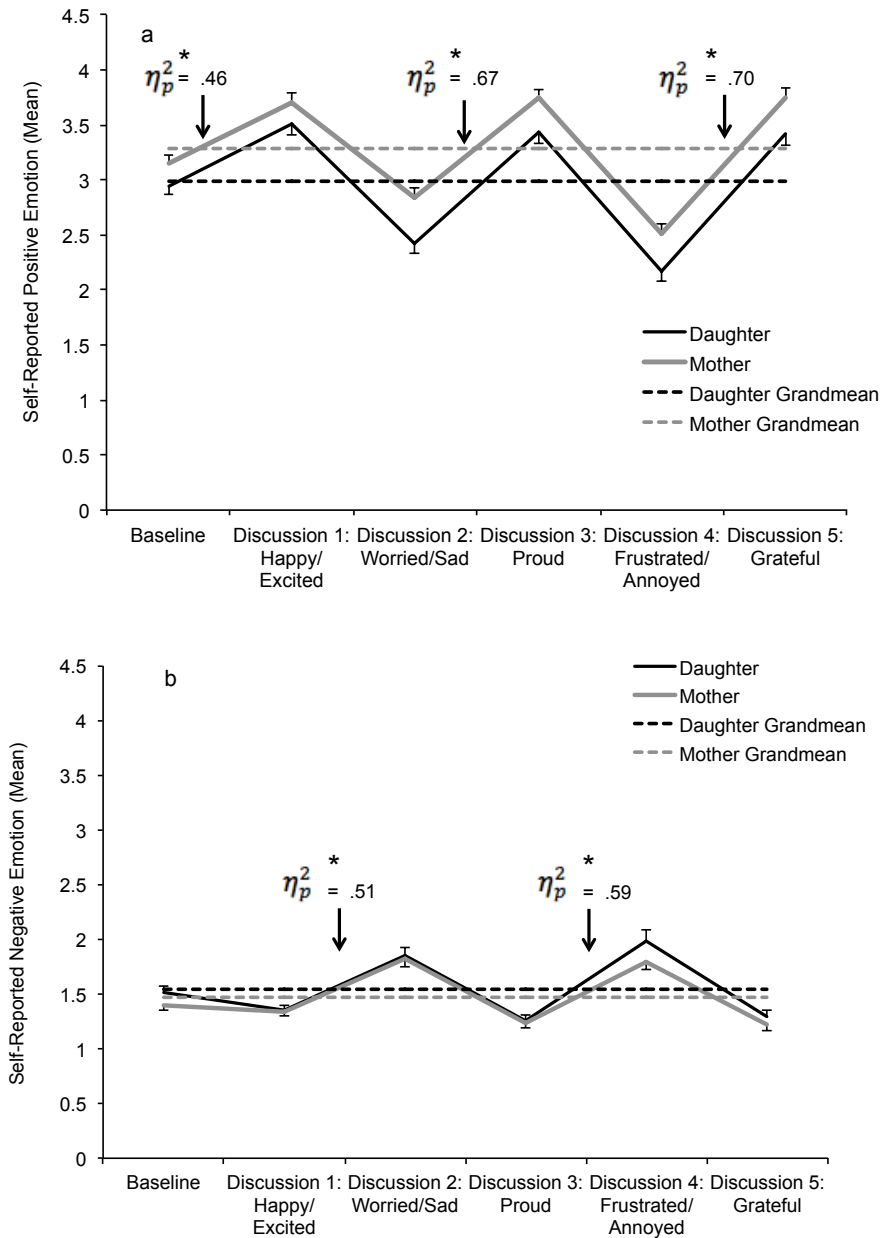 a
Self-Reported Positive Emotion (Mean)
4.5
4
3.5
3
2.5
2
1.5
1
0.5
0
*
η²p = .46
*
η²p = .67
*
η²p = .70
Daughter
Mother
Daughter Grandmean
Mother Grandmean
Baseline
Discussion 1:
Happy/
Excited
Discussion 2:
Worried/Sad
Discussion 3:
Proud
Discussion 4:
Frustrated/
Annoyed
Discussion 5:
Grateful
b
Self-Reported Negative Emotion (Mean)
4.5
4
3.5
3
2.5
2
1.5
1
0.5
0
Daughter
Mother
Daughter Grandmean
Mother Grandmean
*
η²p = .51
*
η²p = .59
Baseline
Discussion 1:
Happy/
Excited
Discussion 2:
Worried/Sad
Discussion 3:
Proud
Discussion 4:
Frustrated/
Annoyed
Discussion 5:
Grateful